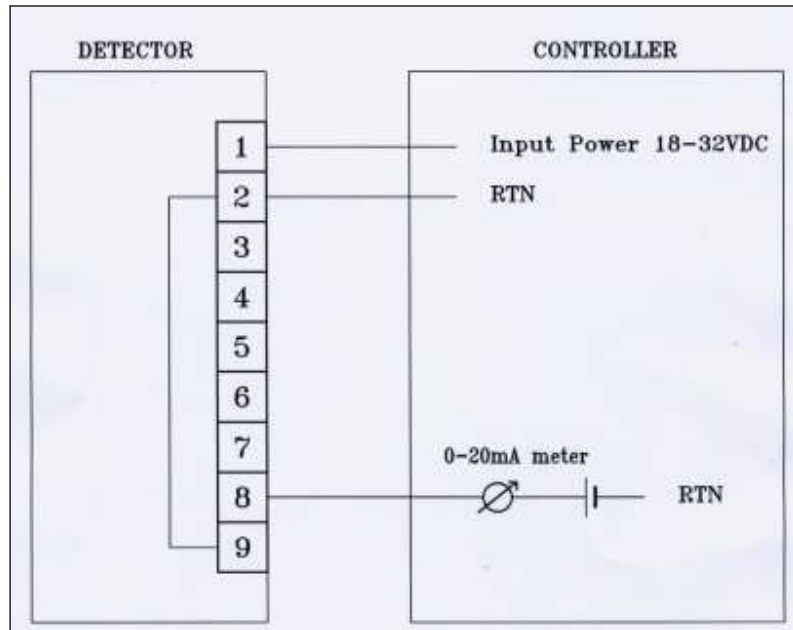 DETECTOR CONTROLLER
1 Input Power 18-32VDC
2 RTN
3
4
5
6
7
0-20mA meter
8 RTN
9